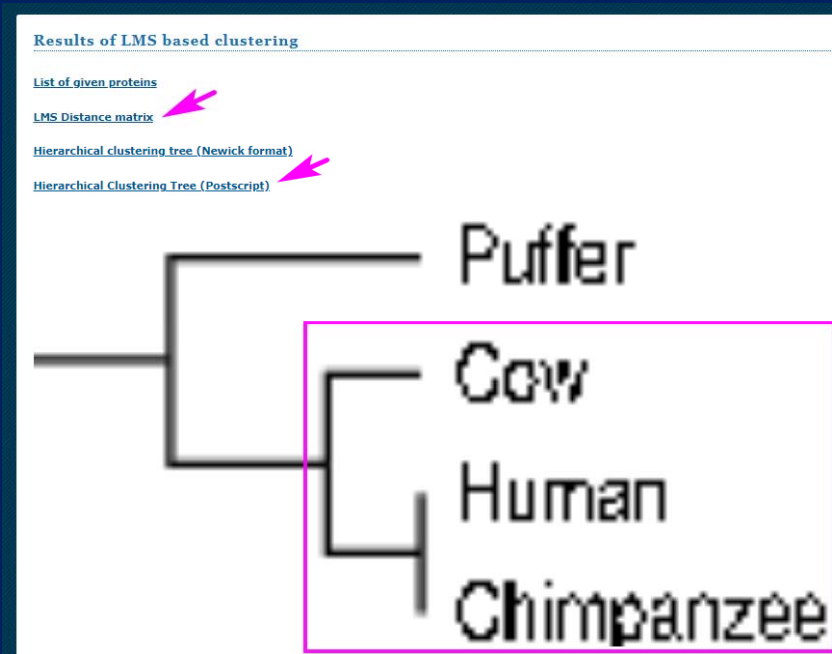 Results of LMS based clustering
List of given proteins
LMS Distance matrix
Hierarchical clustering tree (Newick format)
Hierarchical Clustering Tree (Postscript)
Puffer
Cow
Human
Chimpanzee